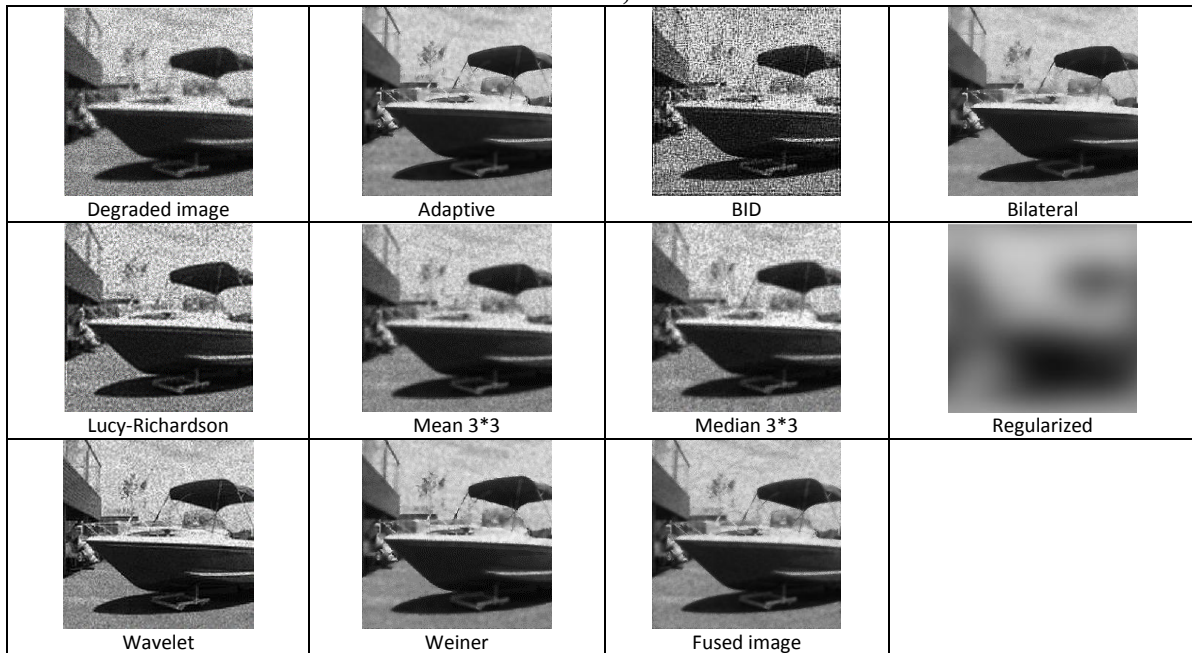 )
Degraded image
Adaptive
BID
Bilateral
Lucy-Richardson
Mean 3*3
Median 3*3
Regularized
Wavelet
Weiner
Fused image